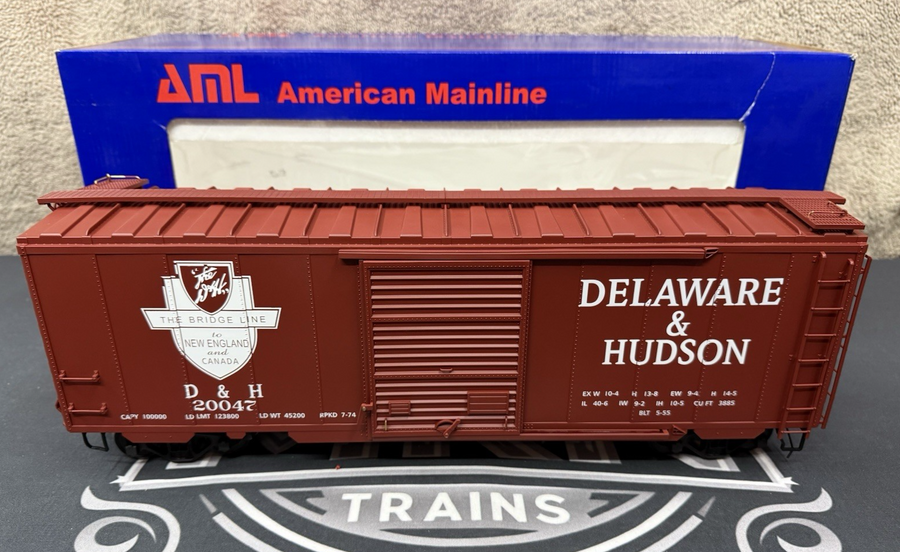 AML American Mainline
The
D&H
THE BRIDGE LINE
to
NEW ENGLAND
and
CANADA
D & H
20047
CAPY 100000 LD LMT 123800 LD WT 45200 RPKD 7-74
DELAWARE
&
HUDSON
EX W 10-4 H 13-8 EW 9-4 H 14-5
IL 40-6 IW 9-2 IH 10-5 CU FT 3885
BLT 5-55
TRAINS